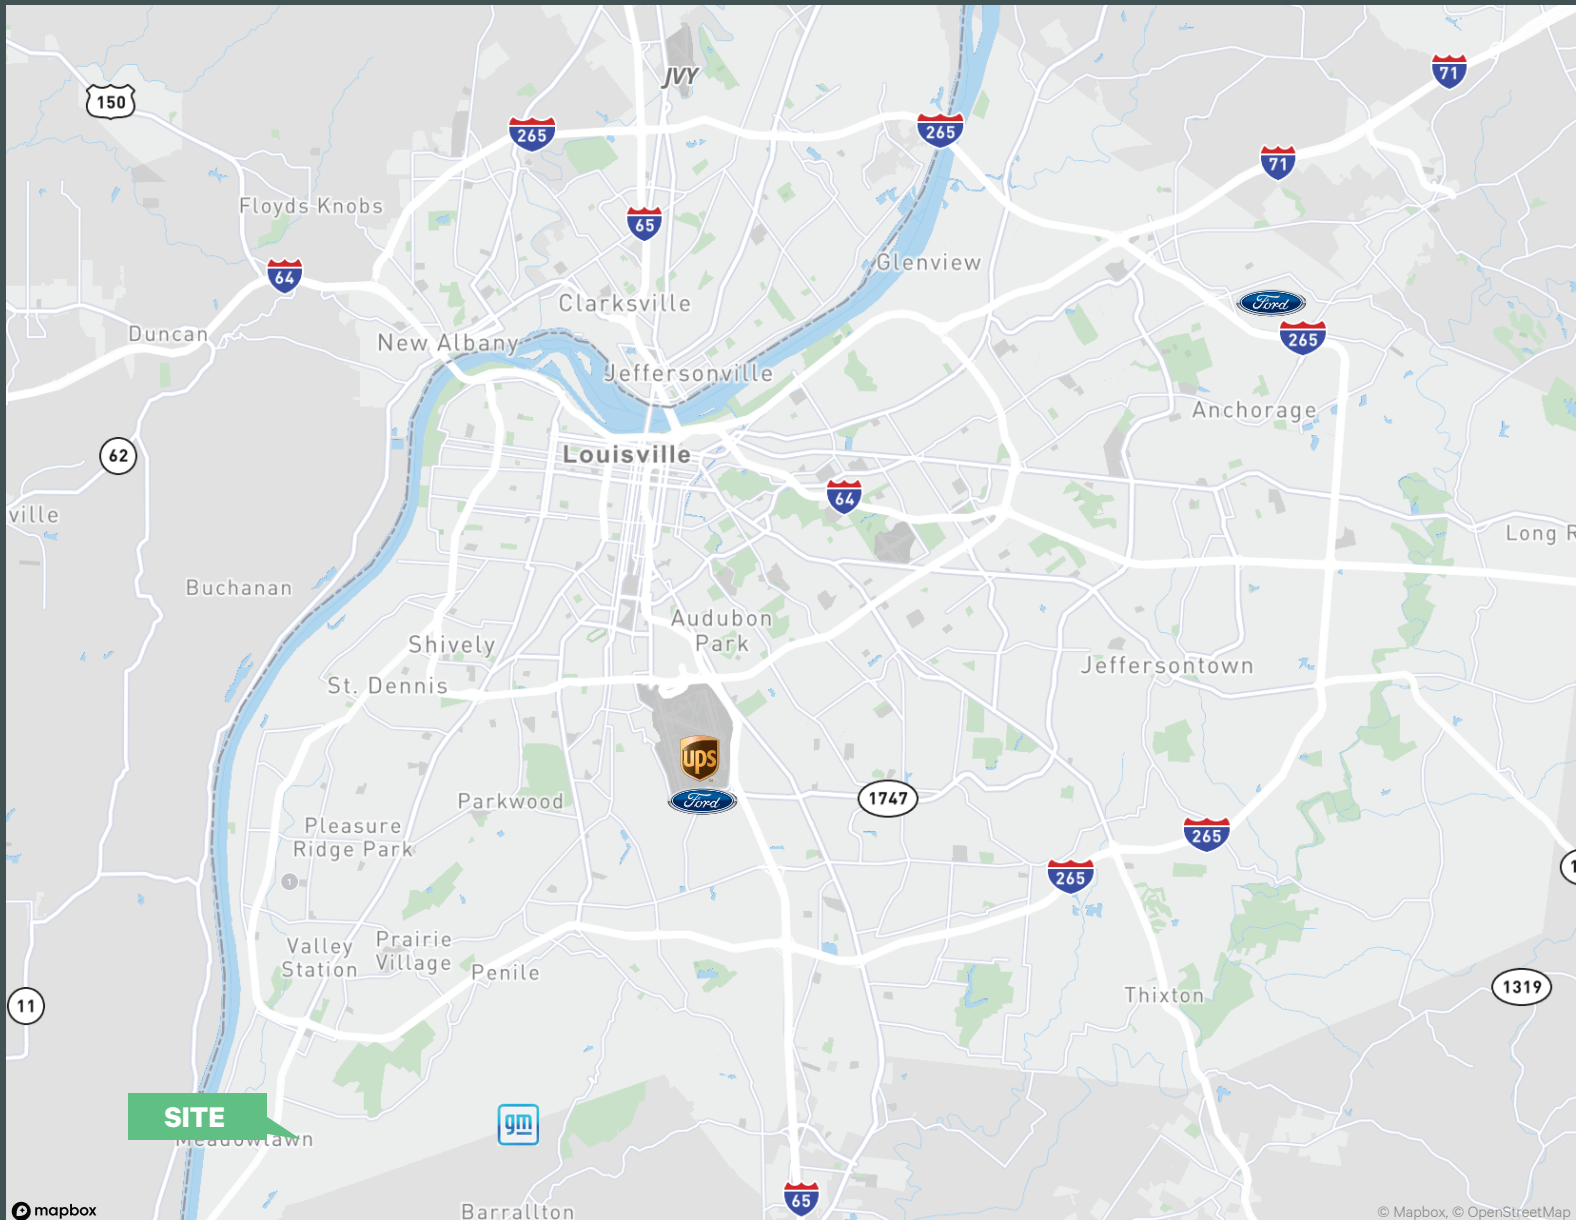 JVY
71
150
265
265
71
Floyds Knobs
65
64
Glenview
Clarksville
Ford
Duncan
New Albany
265
Jeffersonville
Anchorage
Louisville
62
64
ville
Long R
Buchanan
Audubon
Park
Shively
Jeffersontown
St. Dennis
ups
Ford
1747
Parkwood
Pleasure
Ridge Park
265
1
265
1
Valley
Station
Prairie
Village
Penile
1319
Thixton
11
SITE
gm
Meadowlawn
65
Barrallton
mapbox
© Mapbox, © OpenStreetMap